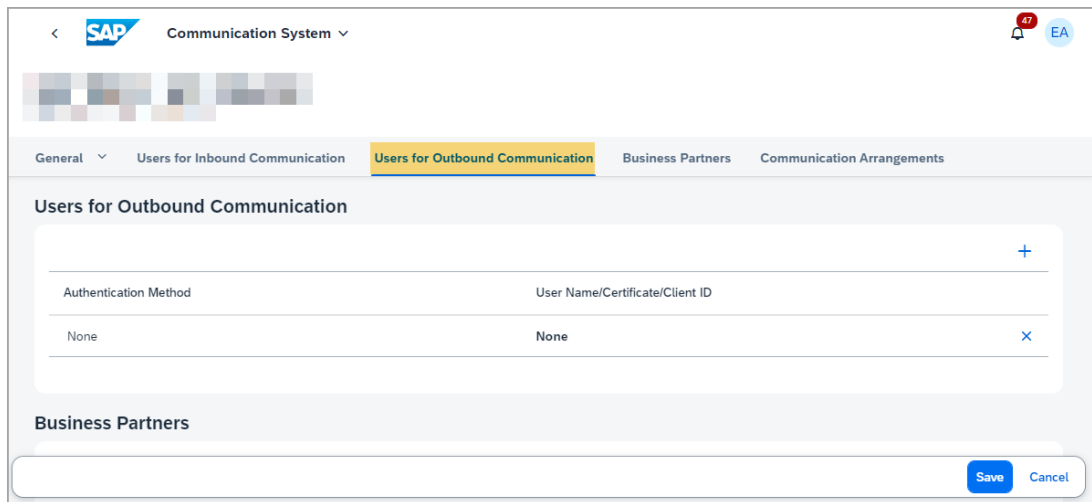 SAP Communication System
47
EA
General Users for Inbound Communication Users for Outbound Communication Business Partners Communication Arrangements
Users for Outbound Communication
Authentication Method User Name/Certificate/Client ID
None None
Business Partners
Save Cancel